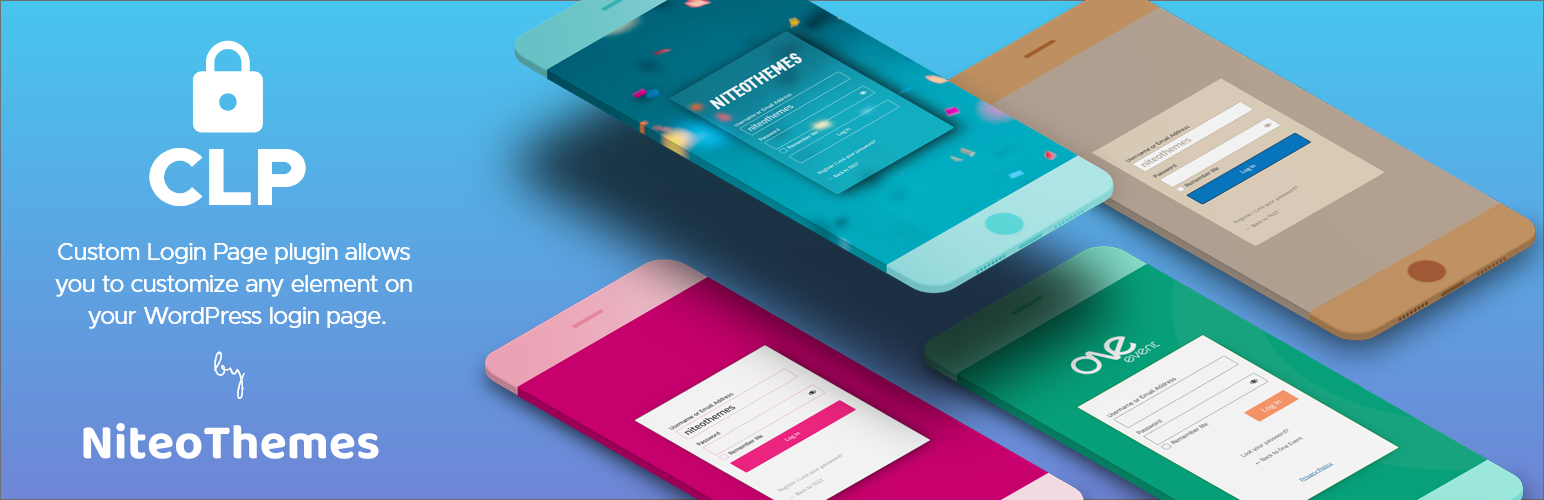 CLP
Custom Login Page plugin allows
you to customize any element on
your WordPress login page.
by
NiteoThemes
NITEOTHEMES
Username or Email Address
niteothemes
Password
Remember Me
Log In
Register | Lost your password?
← Back to TEST
Username or Email Address
niteothemes
Password
Remember Me
Log In
Register | Lost your password?
← Back to TEST
Username or Email Address
niteothemes
Password
Remember Me
Log In
Register | Lost your password?
← Back to TEST
one
event
Username or Email Address
Password
Remember Me
Log In
Lost your password?
← Back to One Event
Privacy Policy